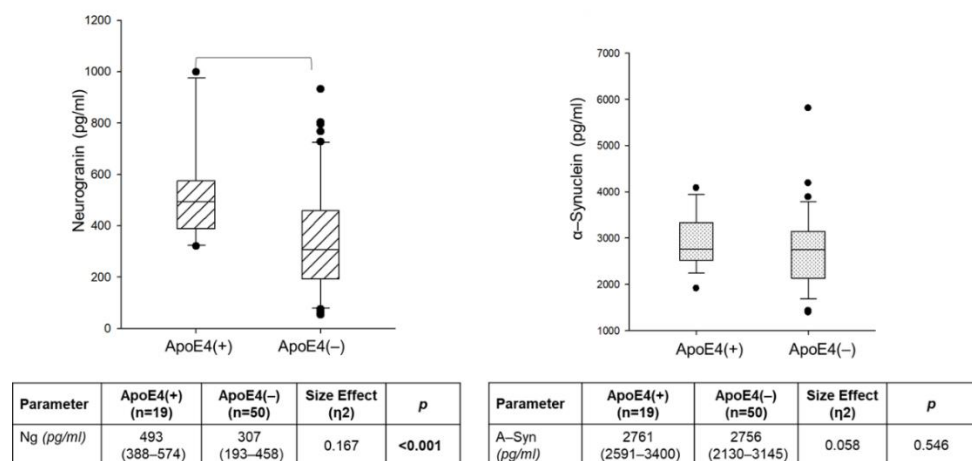 1200
1000
800
600
400
200
0
Neurogranin (pg/ml)
ApoE4(+)
ApoE4(–)
7000
6000
5000
4000
3000
2000
1000
α–Synuclein (pg/ml)
ApoE4(+)
ApoE4(–)
Parameter ApoE4(+) ApoE4(–) Size Effect p
(n=19) (n=50) (η2)
Ng (pg/ml) 493 307 0.167 <0.001
(388–574) (193–458)
Parameter ApoE4(+) ApoE4(–) Size Effect p
(n=19) (n=50) (η2)
A–Syn 2761 2756 0.058 0.546
(pg/ml) (2591–3400) (2130–3145)